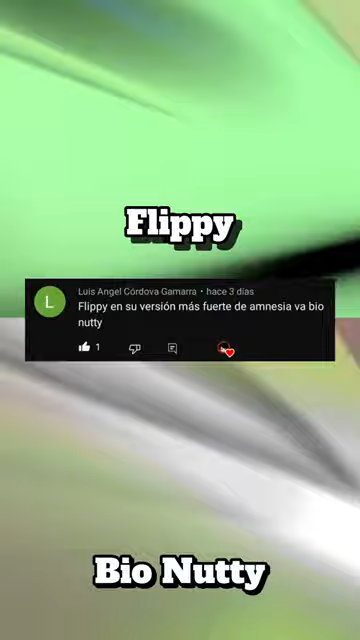 Flippy
L
Luis Angel Córdova Gamarra • hace 3 días
Flippy en su versión más fuerte de amnesia va bio
nutty
1
Bio Nutty